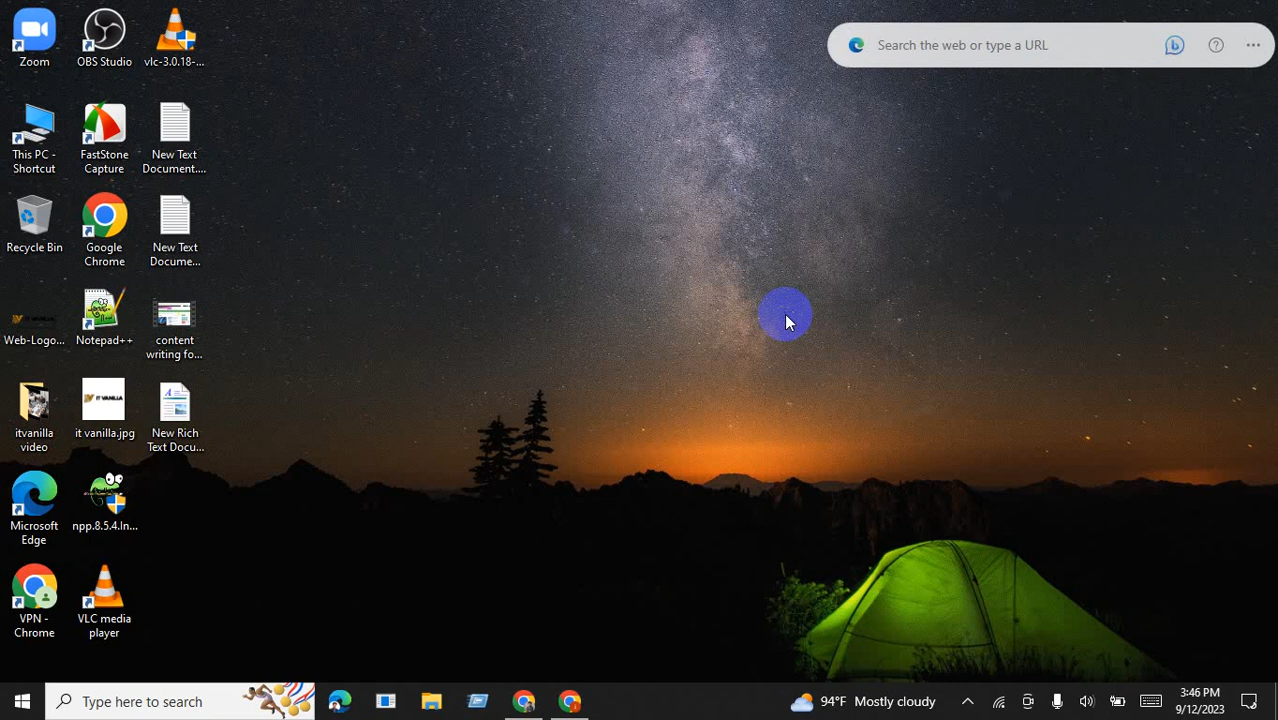 Zoom
OBS Studio
vlc-3.0.18-...
Search the web or type a URL
This PC -
Shortcut
FastStone
Capture
New Text
Document....
Recycle Bin
Google
Chrome
New Text
Docume...
Web-Logo...
Notepad++
content
writing fo...
itvanilla
video
IT VANILLA
it vanilla.jpg
New Rich
Text Docu...
Microsoft
Edge
npp.8.5.4.In...
VPN -
Chrome
VLC media
player
Type here to search
94°F Mostly cloudy
3:46 PM
9/12/2023